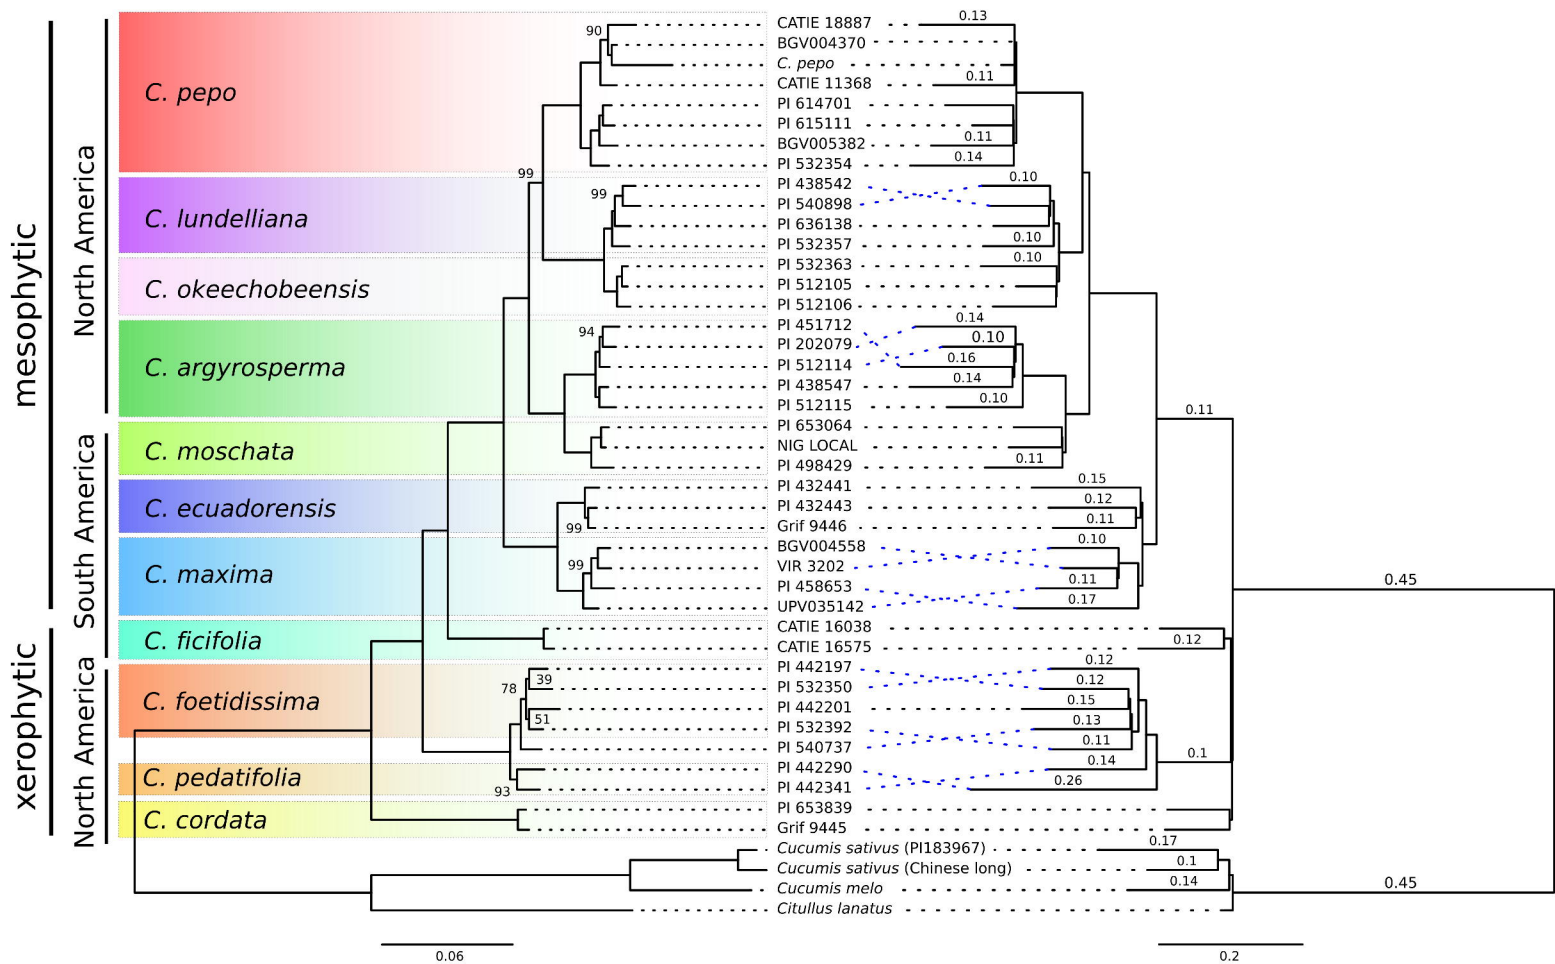 mesophytic
xerophytic
North America
South America
North America
C. pepo
C. lundelliana
C. okeechobeensis
C. argyrosperma
C. moschata
C. ecuadorensis
C. maxima
C. ficifolia
C. foetidissima
C. pedatifolia
C. cordata
90
99
99
94
99
99
39
78
51
93
CATIE 18887
BGV004370
C. pepo
CATIE 11368
PI 614701
PI 615111
BGV005382
PI 532354
PI 438542
PI 540898
PI 636138
PI 532357
PI 532363
PI 512105
PI 512106
PI 451712
PI 202079
PI 512114
PI 438547
PI 512115
PI 653064
NIG LOCAL
PI 498429
PI 432441
PI 432443
Grif 9446
BGV004558
VIR 3202
PI 458653
UPV035142
CATIE 16038
CATIE 16575
PI 442197
PI 532350
PI 442201
PI 532392
PI 540737
PI 442290
PI 442341
PI 653839
Grif 9445
Cucumis sativus (PI183967)
Cucumis sativus (Chinese long)
Cucumis melo
Citullus lanatus
0.13
0.11
0.11
0.14
0.10
0.10
0.10
0.14
0.10
0.16
0.14
0.10
0.11
0.11
0.15
0.12
0.11
0.10
0.11
0.17
0.45
0.12
0.12
0.12
0.15
0.13
0.11
0.1
0.14
0.26
0.17
0.1
0.14
0.45
0.06
0.2